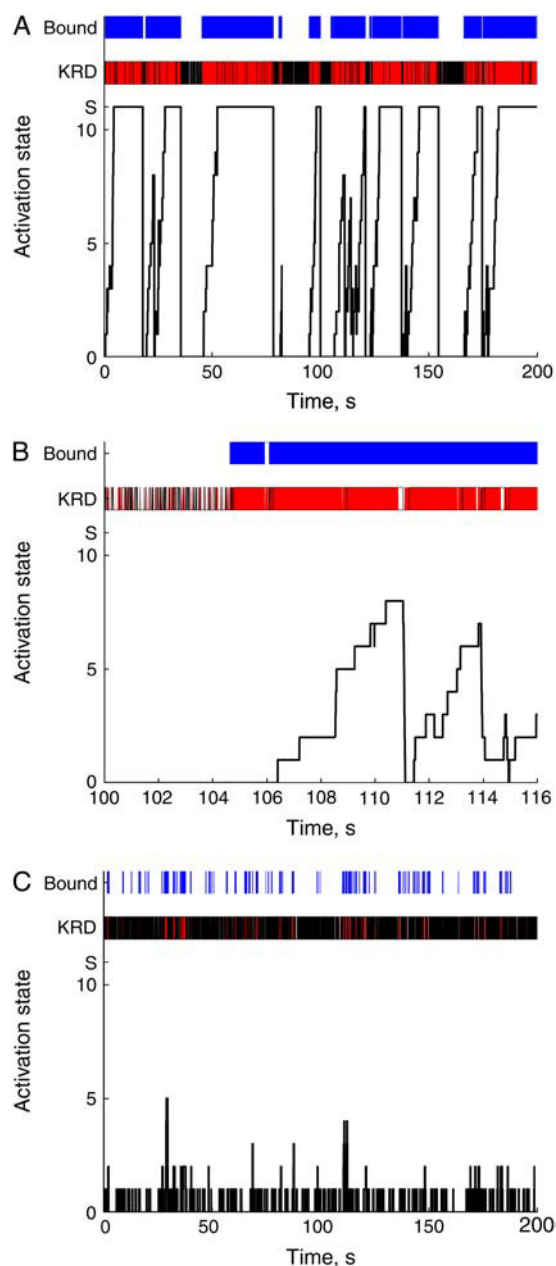 A
Bound
KRD
S
10
5
0
Activation state
0
50
100
150
200
Time, s
B
Bound
KRD
S
10
5
0
Activation state
100
102
104
106
108
110
112
114
116
Time, s
C
Bound
KRD
S
10
5
0
Activation state
0
50
100
150
200
Time, s